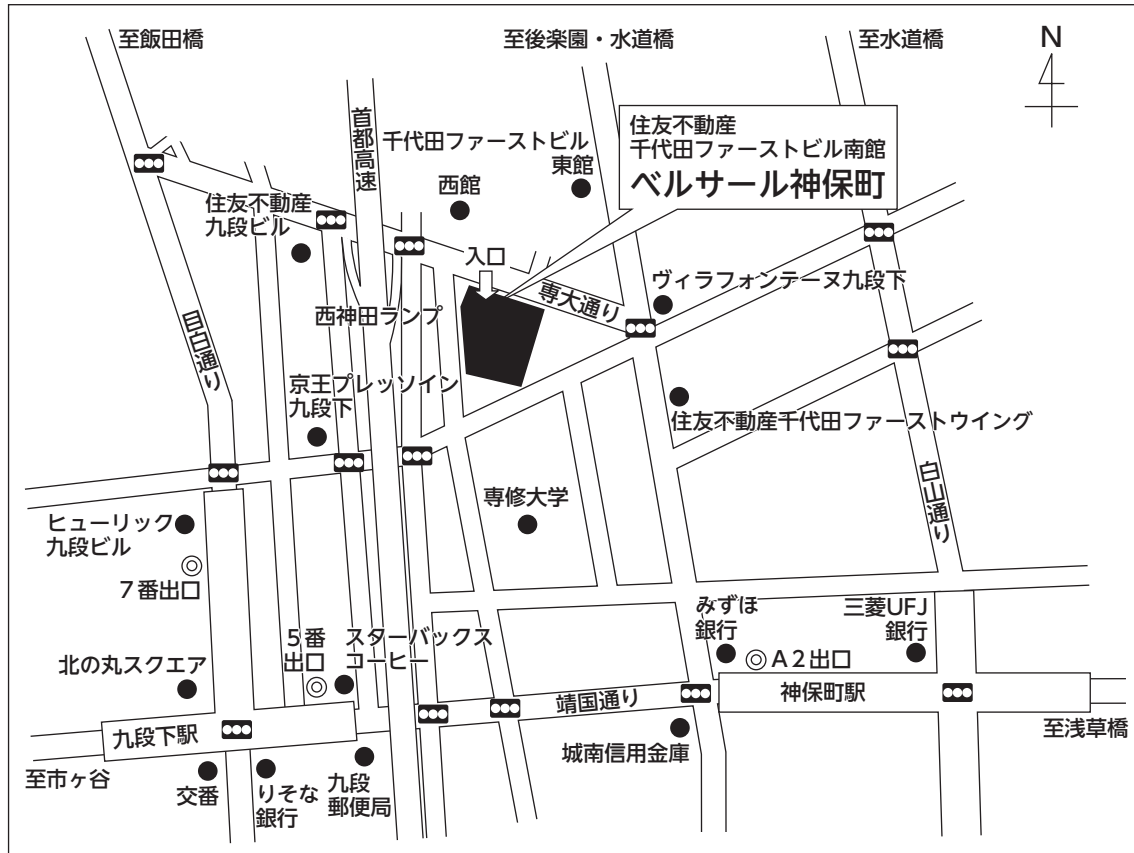 至飯田橋
至後楽園・水道橋
至水道橋
N
首都高速
千代田ファーストビル
東館
西館
住友不動産
千代田ファーストビル南館
ベルサール神保町
住友不動産
九段ビル
入口
専大通り
ヴィラフォンテーヌ九段下
西神田ランプ
目白通り
京王プレッソイン
九段下
住友不動産千代田ファーストウイング
白山通り
専修大学
ヒューリック
九段ビル
7番出口
5番
出口
スターバックス
コーヒー
みずほ
銀行
A2出口
三菱UFJ
銀行
北の丸スクエア
靖国通り
神保町駅
九段下駅
至浅草橋
城南信用金庫
至市ヶ谷
交番
りそな
銀行
九段
郵便局